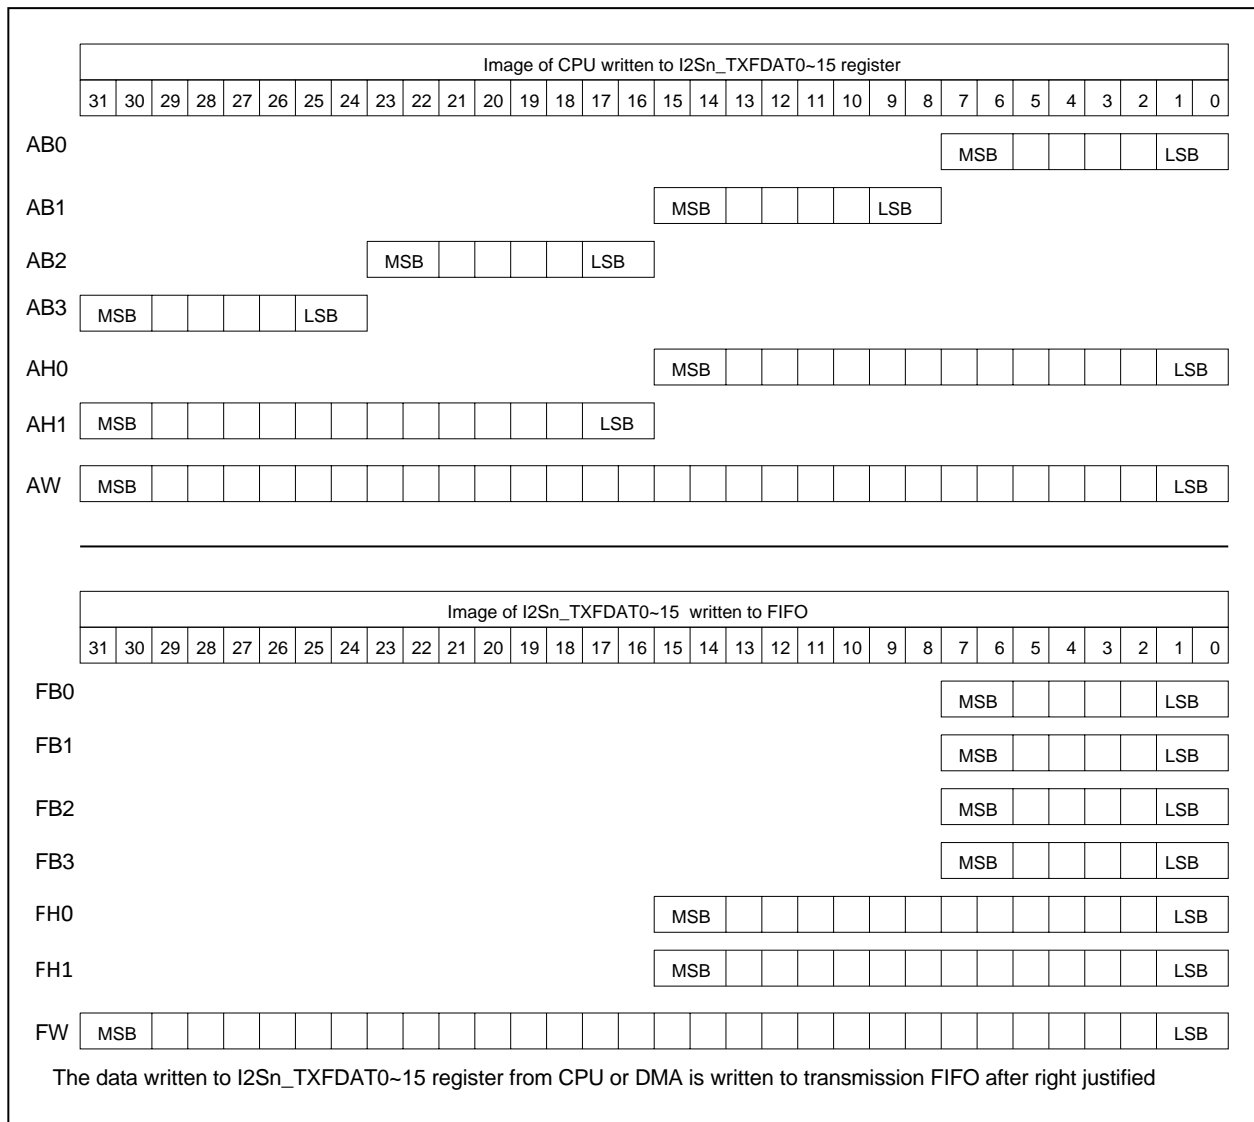 Image of CPU written to I2Sn_TXFDAT0~15 register
31 30 29 28 27 26 25 24 23 22 21 20 19 18 17 16 15 14 13 12 11 10 9 8 7 6 5 4 3 2 1 0
AB0 MSB LSB
AB1 MSB LSB
AB2 MSB LSB
AB3 MSB LSB
AH0 MSB LSB
AH1 MSB LSB
AW MSB LSB
Image of I2Sn_TXFDAT0~15 written to FIFO
31 30 29 28 27 26 25 24 23 22 21 20 19 18 17 16 15 14 13 12 11 10 9 8 7 6 5 4 3 2 1 0
FB0 MSB LSB
FB1 MSB LSB
FB2 MSB LSB
FB3 MSB LSB
FH0 MSB LSB
FH1 MSB LSB
FW MSB LSB
The data written to I2Sn_TXFDAT0~15 register from CPU or DMA is written to transmission FIFO after right justified